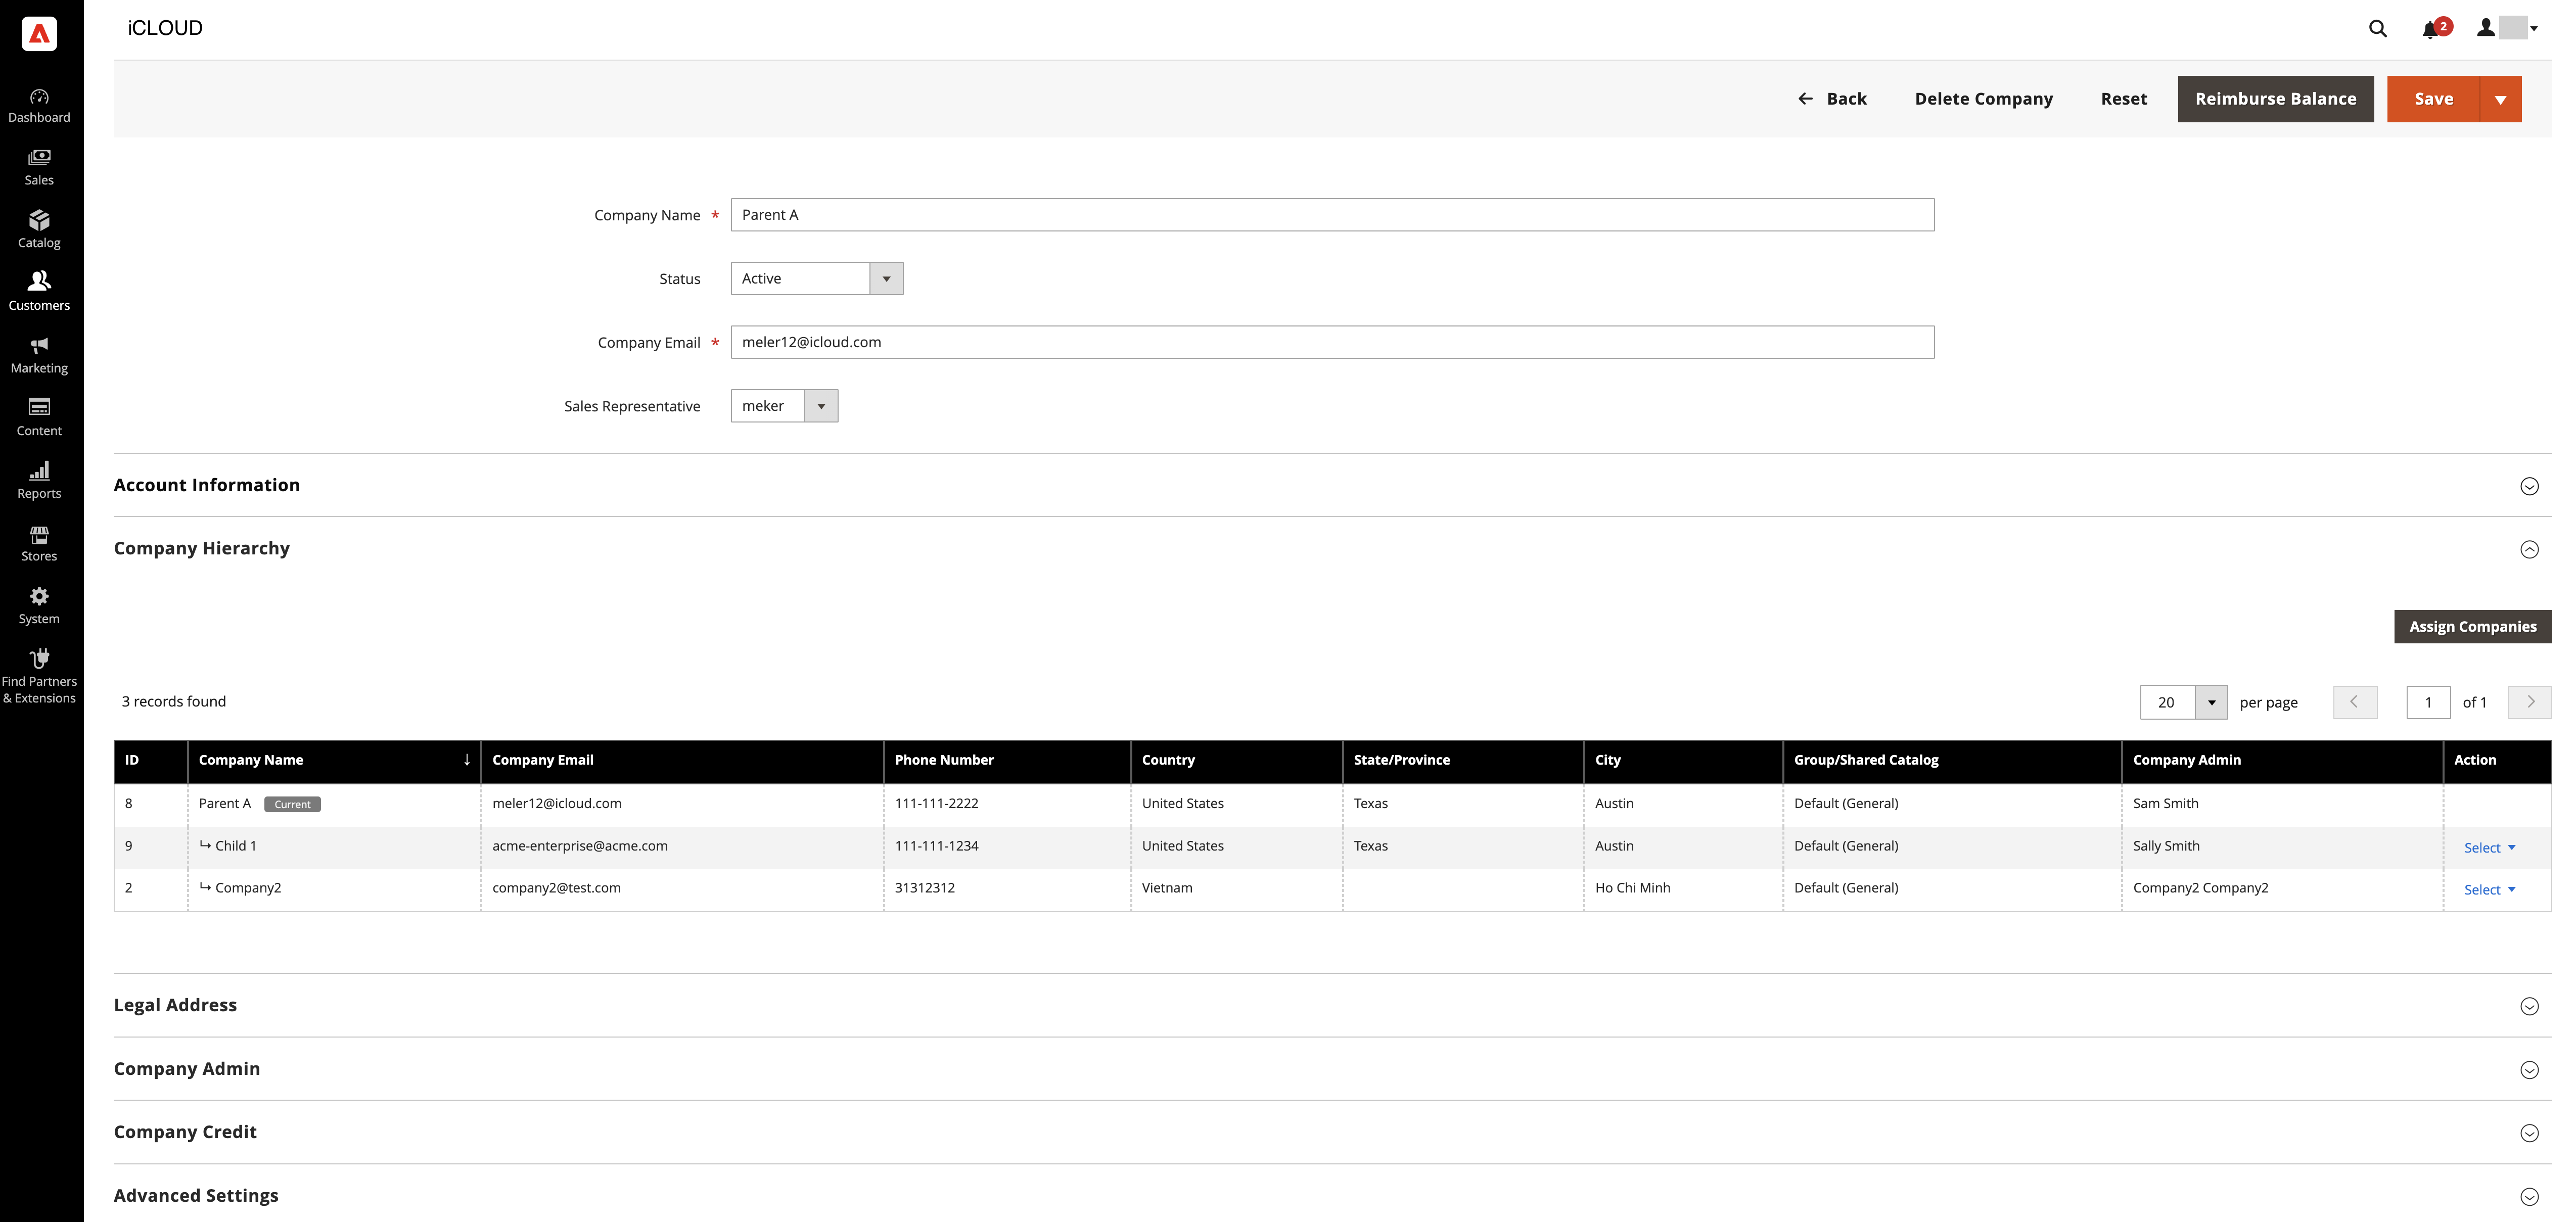 iCLOUD
2
Dashboard
Sales
Catalog
Customers
Marketing
Content
Reports
Stores
System
Find Partners
& Extensions
← Back Delete Company Reset Reimburse Balance Save
Company Name * Parent A
Status Active
Company Email * meler12@icloud.com
Sales Representative meker
Account Information
Company Hierarchy
Assign Companies
3 records found 20 per page 1 of 1
ID Company Name ↓ Company Email Phone Number Country State/Province City Group/Shared Catalog Company Admin Action
8 Parent A Current meler12@icloud.com 111-111-2222 United States Texas Austin Default (General) Sam Smith
9 ↳ Child 1 acme-enterprise@acme.com 111-111-1234 United States Texas Austin Default (General) Sally Smith Select
2 ↳ Company2 company2@test.com 31312312 Vietnam Ho Chi Minh Default (General) Company2 Company2 Select
Legal Address
Company Admin
Company Credit
Advanced Settings